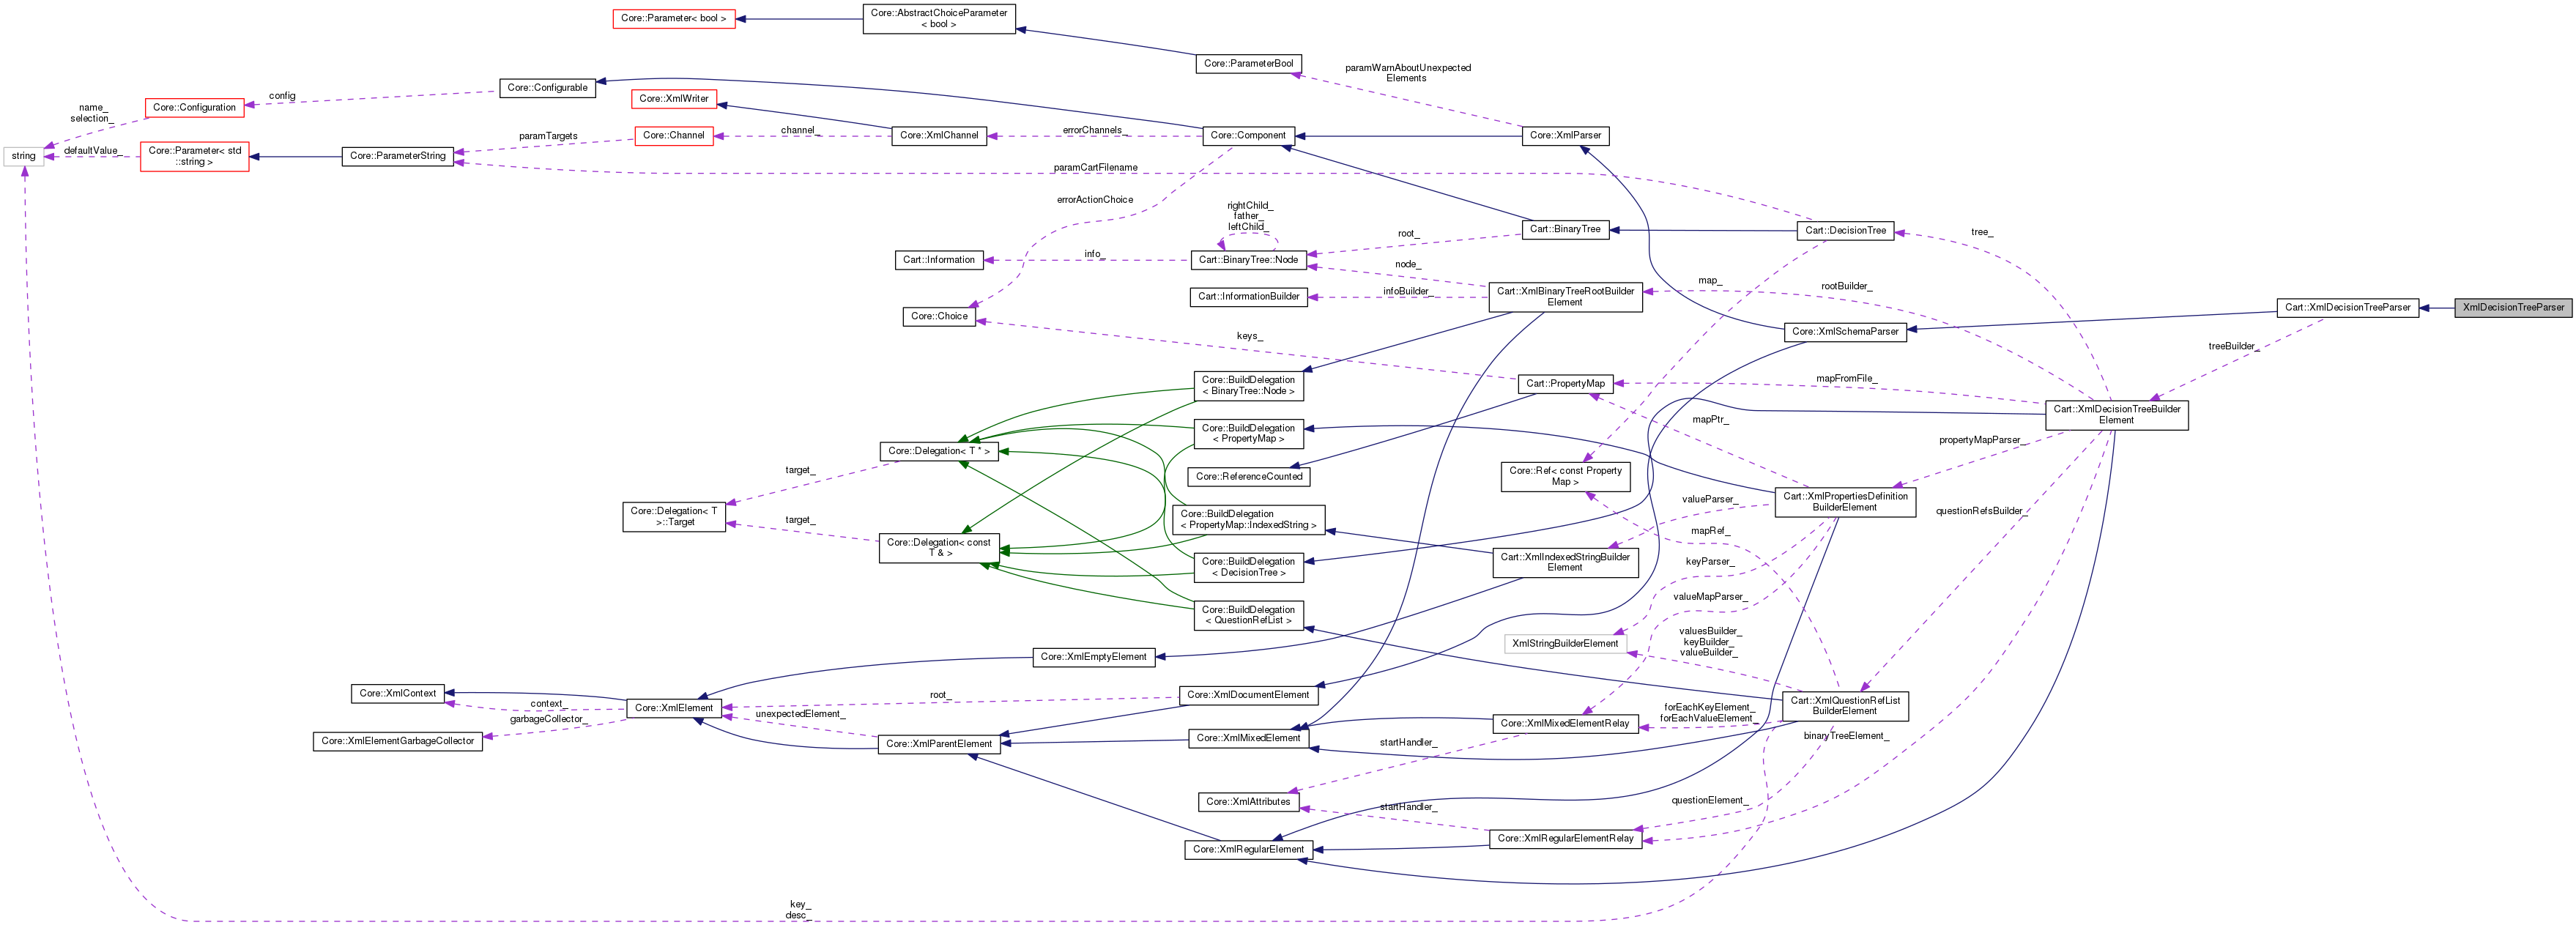 Core::Parameter< bool >
Core::AbstractChoiceParameter
< bool >
Core::ParameterBool
paramWarnAboutUnexpected
Elements
Core::Configurable
config
Core::Configuration
name_
selection_
Core::XmlWriter
Core::Channel
channel_
Core::XmlChannel
errorChannels_
Core::Component
Core::XmlParser
paramTargets
string
defaultValue_
Core::Parameter< std
::string >
Core::ParameterString
paramCartFilename
errorActionChoice
rightChild_
father_
leftChild_
root_
Cart::BinaryTree
Cart::DecisionTree
tree_
Cart::Information
info_
Cart::BinaryTree::Node
node_
Cart::InformationBuilder
infoBuilder_
Cart::XmlBinaryTreeRootBuilder
Element
map_
rootBuilder_
Core::Choice
keys_
Core::XmlSchemaParser
Cart::XmlDecisionTreeParser
XmlDecisionTreeParser
treeBuilder_
Core::BuildDelegation
< BinaryTree::Node >
Cart::PropertyMap
mapFromFile_
Cart::XmlDecisionTreeBuilder
Element
mapPtr_
Core::BuildDelegation
< PropertyMap >
propertyMapParser_
Core::Delegation< T * >
target_
Core::ReferenceCounted
Core::Ref< const Property
Map >
Cart::XmlPropertiesDefinition
BuilderElement
valueParser_
questionRefsBuilder_
Core::Delegation< T
>::Target
target_
Core::BuildDelegation
< PropertyMap::IndexedString >
mapRef_
Core::Delegation< const
T & >
Core::BuildDelegation
< DecisionTree >
Cart::XmlIndexedStringBuilder
Element
keyParser_
valueMapParser_
Core::BuildDelegation
< QuestionRefList >
XmlStringBuilderElement
valuesBuilder_
keyBuilder_
valueBuilder_
Core::XmlEmptyElement
Core::XmlContext
context_
Core::XmlElement
root_
Core::XmlDocumentElement
garbageCollector_
unexpectedElement_
Core::XmlElementGarbageCollector
Core::XmlParentElement
Core::XmlMixedElement
Core::XmlMixedElementRelay
forEachKeyElement_
forEachValueElement_
Cart::XmlQuestionRefList
BuilderElement
startHandler_
binaryTreeElement_
Core::XmlAttributes
startHandler_
questionElement_
Core::XmlRegularElementRelay
Core::XmlRegularElement
key_
desc_